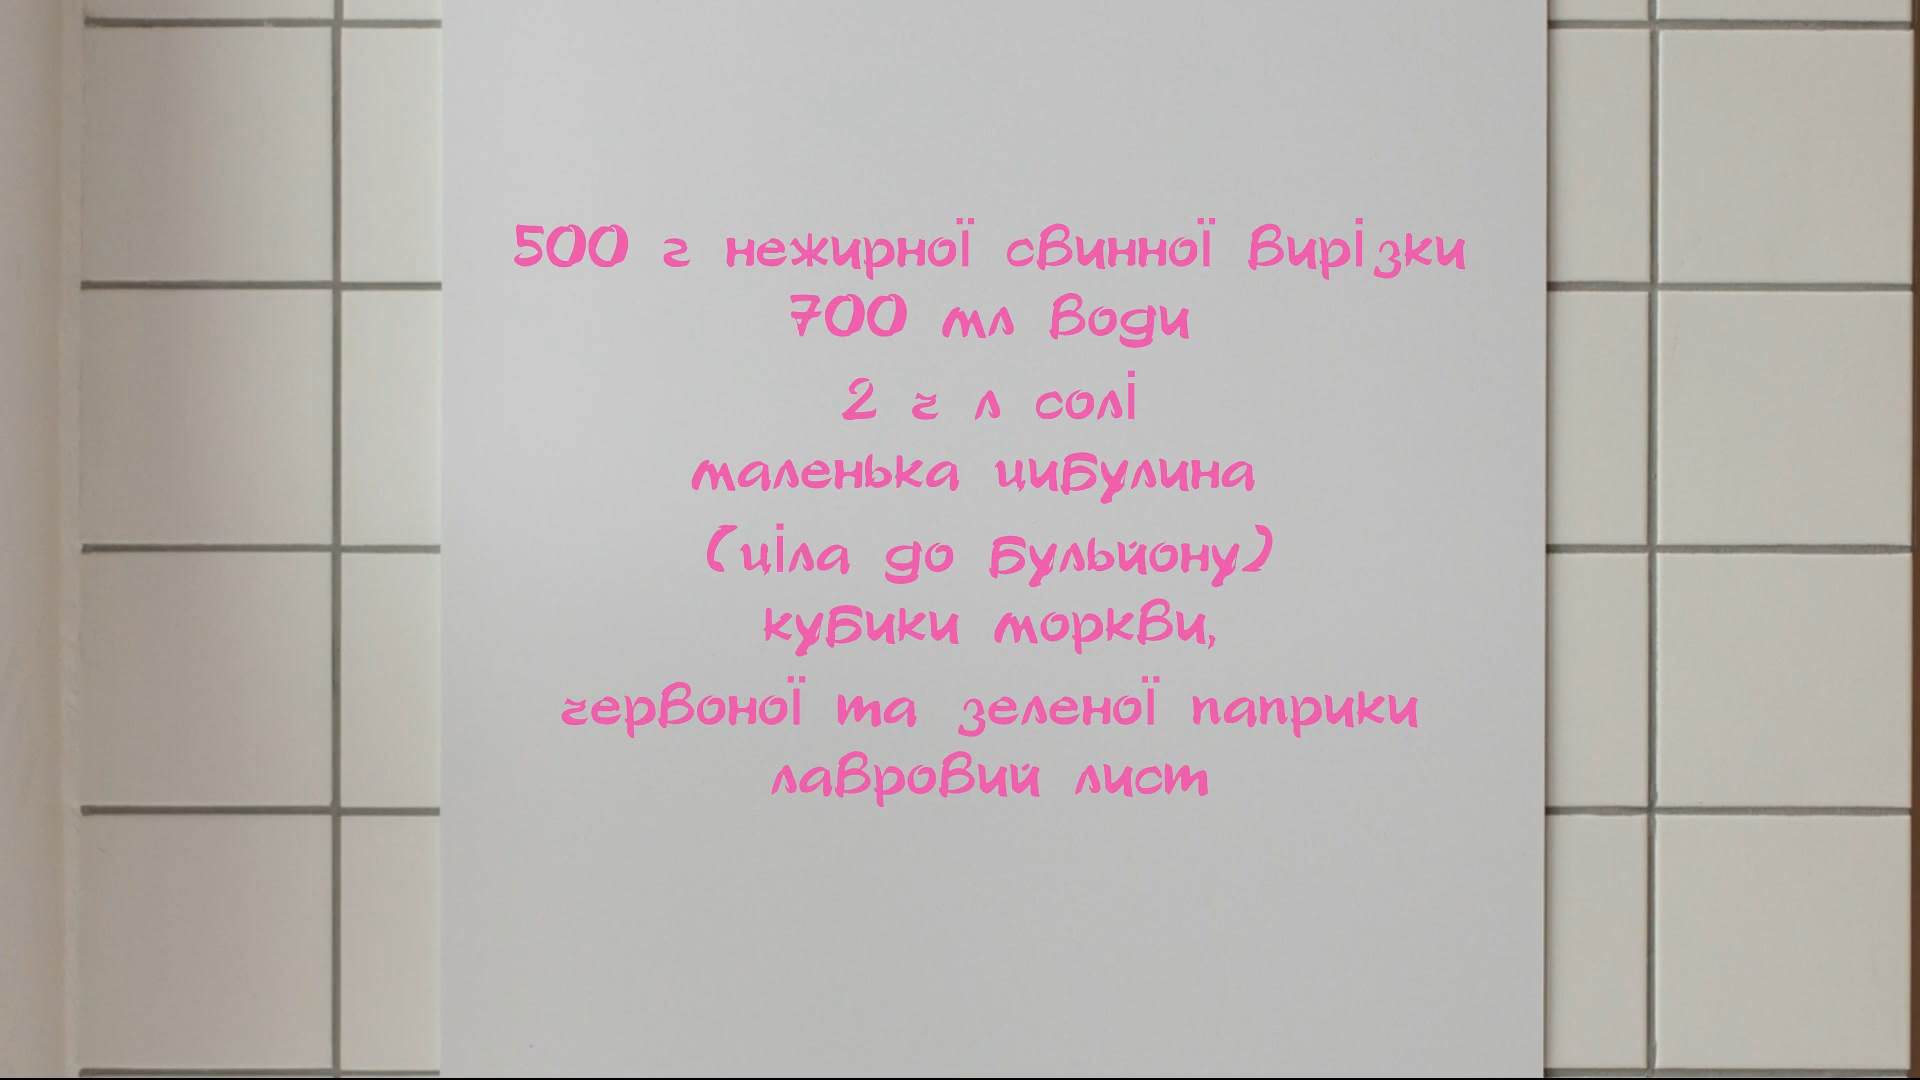 500 г нежирної свинної вирізки
700 мл води
2 ч л солі
маленька цибулина
(ціла до бульйону)
кубики моркви,
червоної та зеленої паприки
лавровий лист